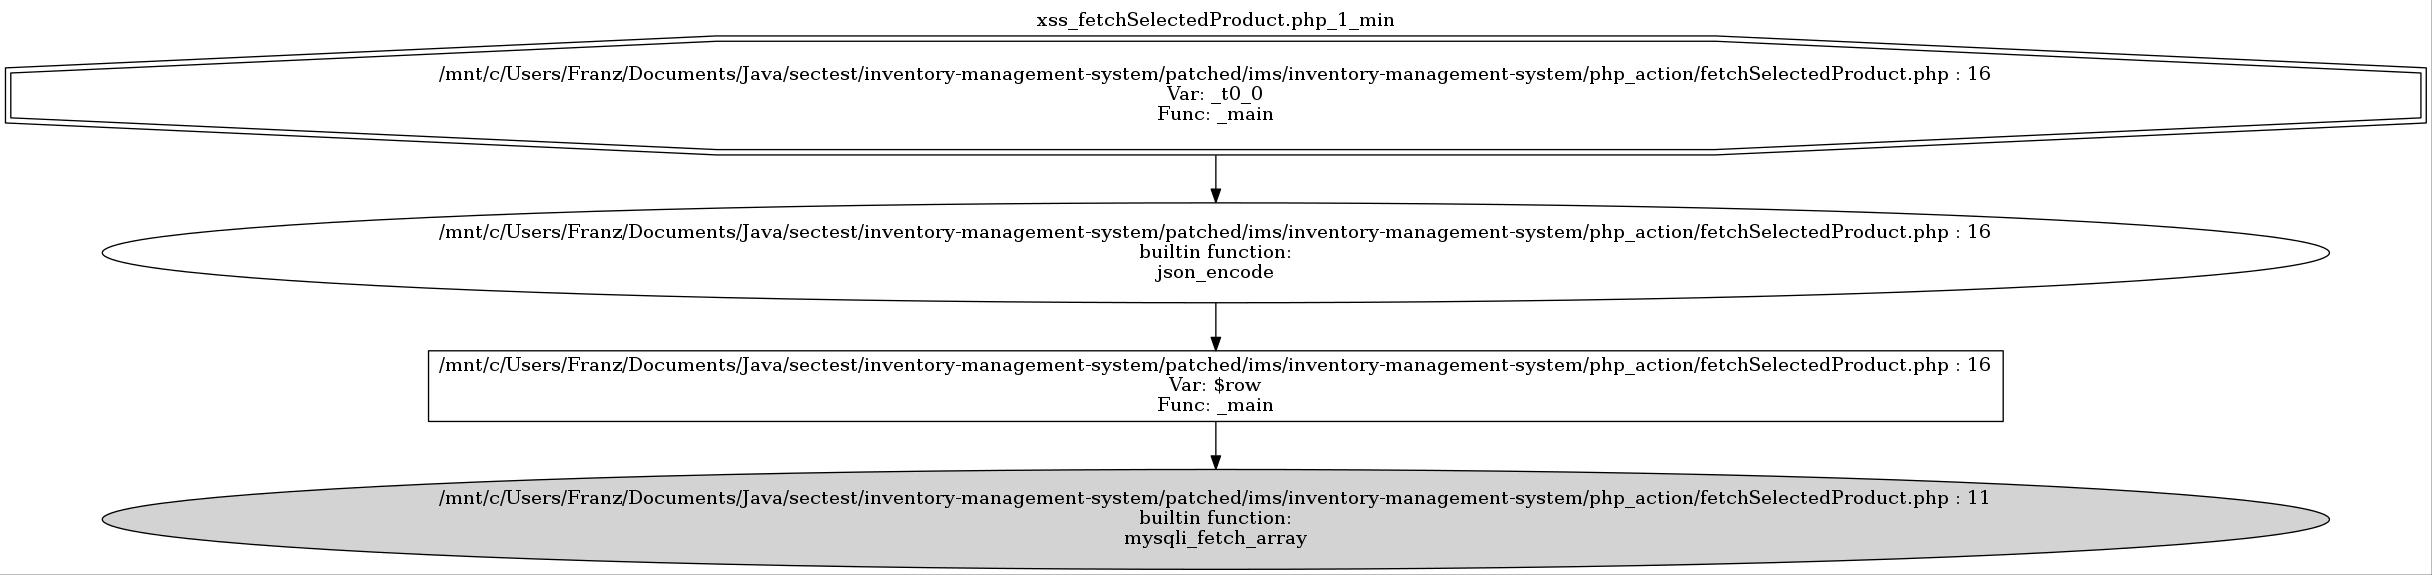 xss_fetchSelectedProduct.php_1_min
/mnt/c/Users/Franz/Documents/Java/sectest/inventory-management-system/patched/ims/inventory-management-system/php_action/fetchSelectedProduct.php : 16
Var: _t0_0
Func: _main
/mnt/c/Users/Franz/Documents/Java/sectest/inventory-management-system/patched/ims/inventory-management-system/php_action/fetchSelectedProduct.php : 16
builtin function:
json_encode
/mnt/c/Users/Franz/Documents/Java/sectest/inventory-management-system/patched/ims/inventory-management-system/php_action/fetchSelectedProduct.php : 16
Var: $row
Func: _main
/mnt/c/Users/Franz/Documents/Java/sectest/inventory-management-system/patched/ims/inventory-management-system/php_action/fetchSelectedProduct.php : 11
builtin function:
mysqli_fetch_array